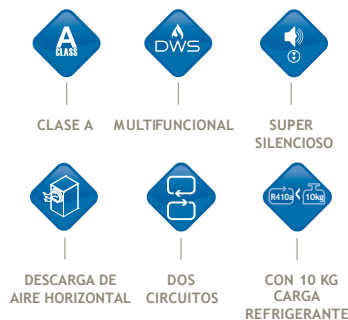 A
CLASS
DWS
CLASE A
MULTIFUNCIONAL
SUPER
SILENCIOSO
R410a
10kg
DESCARGA DE
AIRE HORIZONTAL
DOS
CIRCUITOS
CON 10 KG
CARGA
REFRIGERANTE